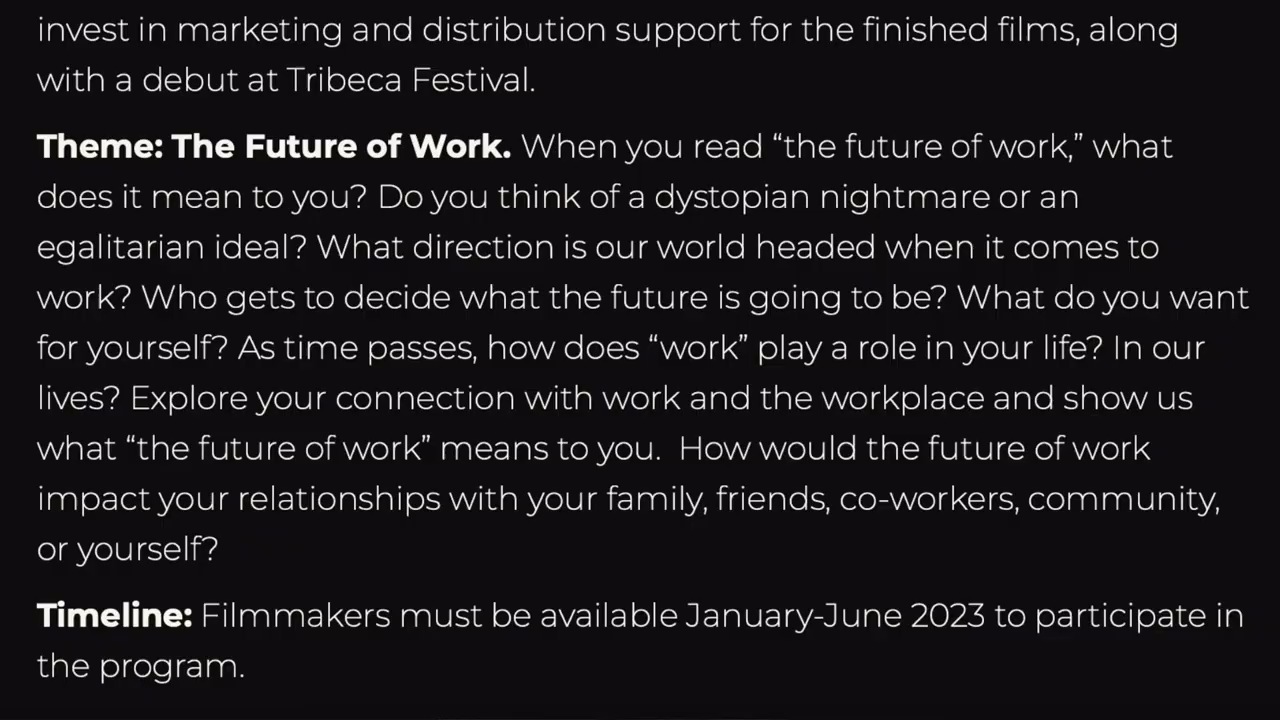 invest in marketing and distribution support for the finished films, along
with a debut at Tribeca Festival.
Theme: The Future of Work. When you read “the future of work,” what
does it mean to you? Do you think of a dystopian nightmare or an
egalitarian ideal? What direction is our world headed when it comes to
work? Who gets to decide what the future is going to be? What do you want
for yourself? As time passes, how does “work” play a role in your life? In our
lives? Explore your connection with work and the workplace and show us
what “the future of work” means to you.  How would the future of work
impact your relationships with your family, friends, co-workers, community,
or yourself?
Timeline: Filmmakers must be available January-June 2023 to participate in
the program.